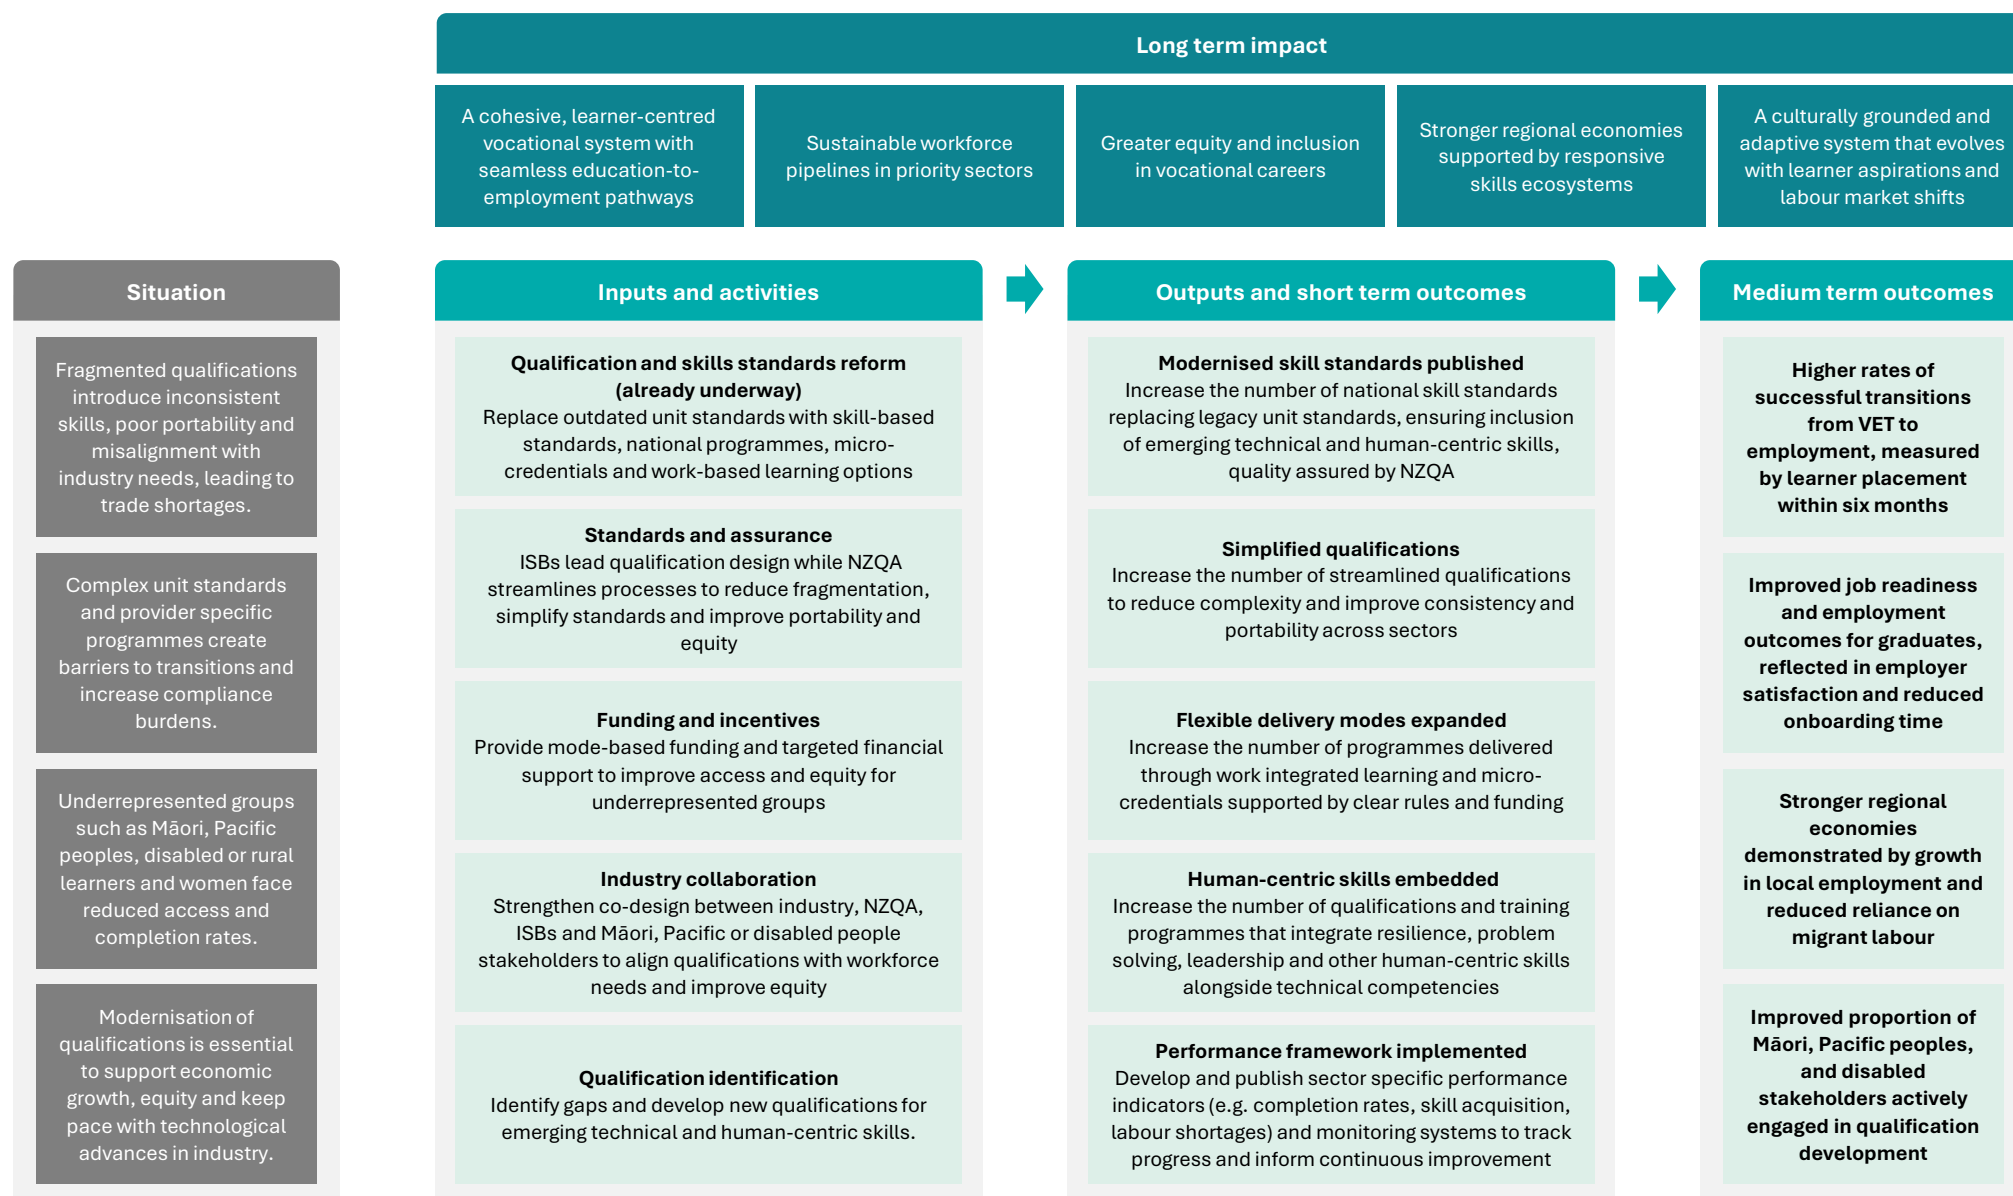 Long term impact
A cohesive, learner-centred
vocational system with
seamless education-to-
employment pathways
Sustainable workforce
pipelines in priority sectors
Greater equity and inclusion
in vocational careers
Stronger regional economies
supported by responsive
skills ecosystems
A culturally grounded and
adaptive system that evolves
with learner aspirations and
labour market shifts
Situation
Fragmented qualifications
introduce inconsistent
skills, poor portability and
misalignment with
industry needs, leading to
trade shortages.
Complex unit standards
and provider specific
programmes create
barriers to transitions and
increase compliance
burdens.
Underrepresented groups
such as Māori, Pacific
peoples, disabled or rural
learners and women face
reduced access and
completion rates.
Modernisation of
qualifications is essential
to support economic
growth, equity and keep
pace with technological
advances in industry.
Inputs and activities
Qualification and skills standards reform
(already underway)
Replace outdated unit standards with skill-based
standards, national programmes, micro-
credentials and work-based learning options
Standards and assurance
ISBs lead qualification design while NZQA
streamlines processes to reduce fragmentation,
simplify standards and improve portability and
equity
Funding and incentives
Provide mode-based funding and targeted financial
support to improve access and equity for
underrepresented groups
Industry collaboration
Strengthen co-design between industry, NZQA,
ISBs and Māori, Pacific or disabled people
stakeholders to align qualifications with workforce
needs and improve equity
Qualification identification
Identify gaps and develop new qualifications for
emerging technical and human-centric skills.
Outputs and short term outcomes
Modernised skill standards published
Increase the number of national skill standards
replacing legacy unit standards, ensuring inclusion
of emerging technical and human-centric skills,
quality assured by NZQA
Simplified qualifications
Increase the number of streamlined qualifications
to reduce complexity and improve consistency and
portability across sectors
Flexible delivery modes expanded
Increase the number of programmes delivered
through work integrated learning and micro-
credentials supported by clear rules and funding
Human-centric skills embedded
Increase the number of qualifications and training
programmes that integrate resilience, problem
solving, leadership and other human-centric skills
alongside technical competencies
Performance framework implemented
Develop and publish sector specific performance
indicators (e.g. completion rates, skill acquisition,
labour shortages) and monitoring systems to track
progress and inform continuous improvement
Medium term outcomes
Higher rates of
successful transitions
from VET to
employment, measured
by learner placement
within six months
Improved job readiness
and employment
outcomes for graduates,
reflected in employer
satisfaction and reduced
onboarding time
Stronger regional
economies
demonstrated by growth
in local employment and
reduced reliance on
migrant labour
Improved proportion of
Māori, Pacific peoples,
and disabled
stakeholders actively
engaged in qualification
development